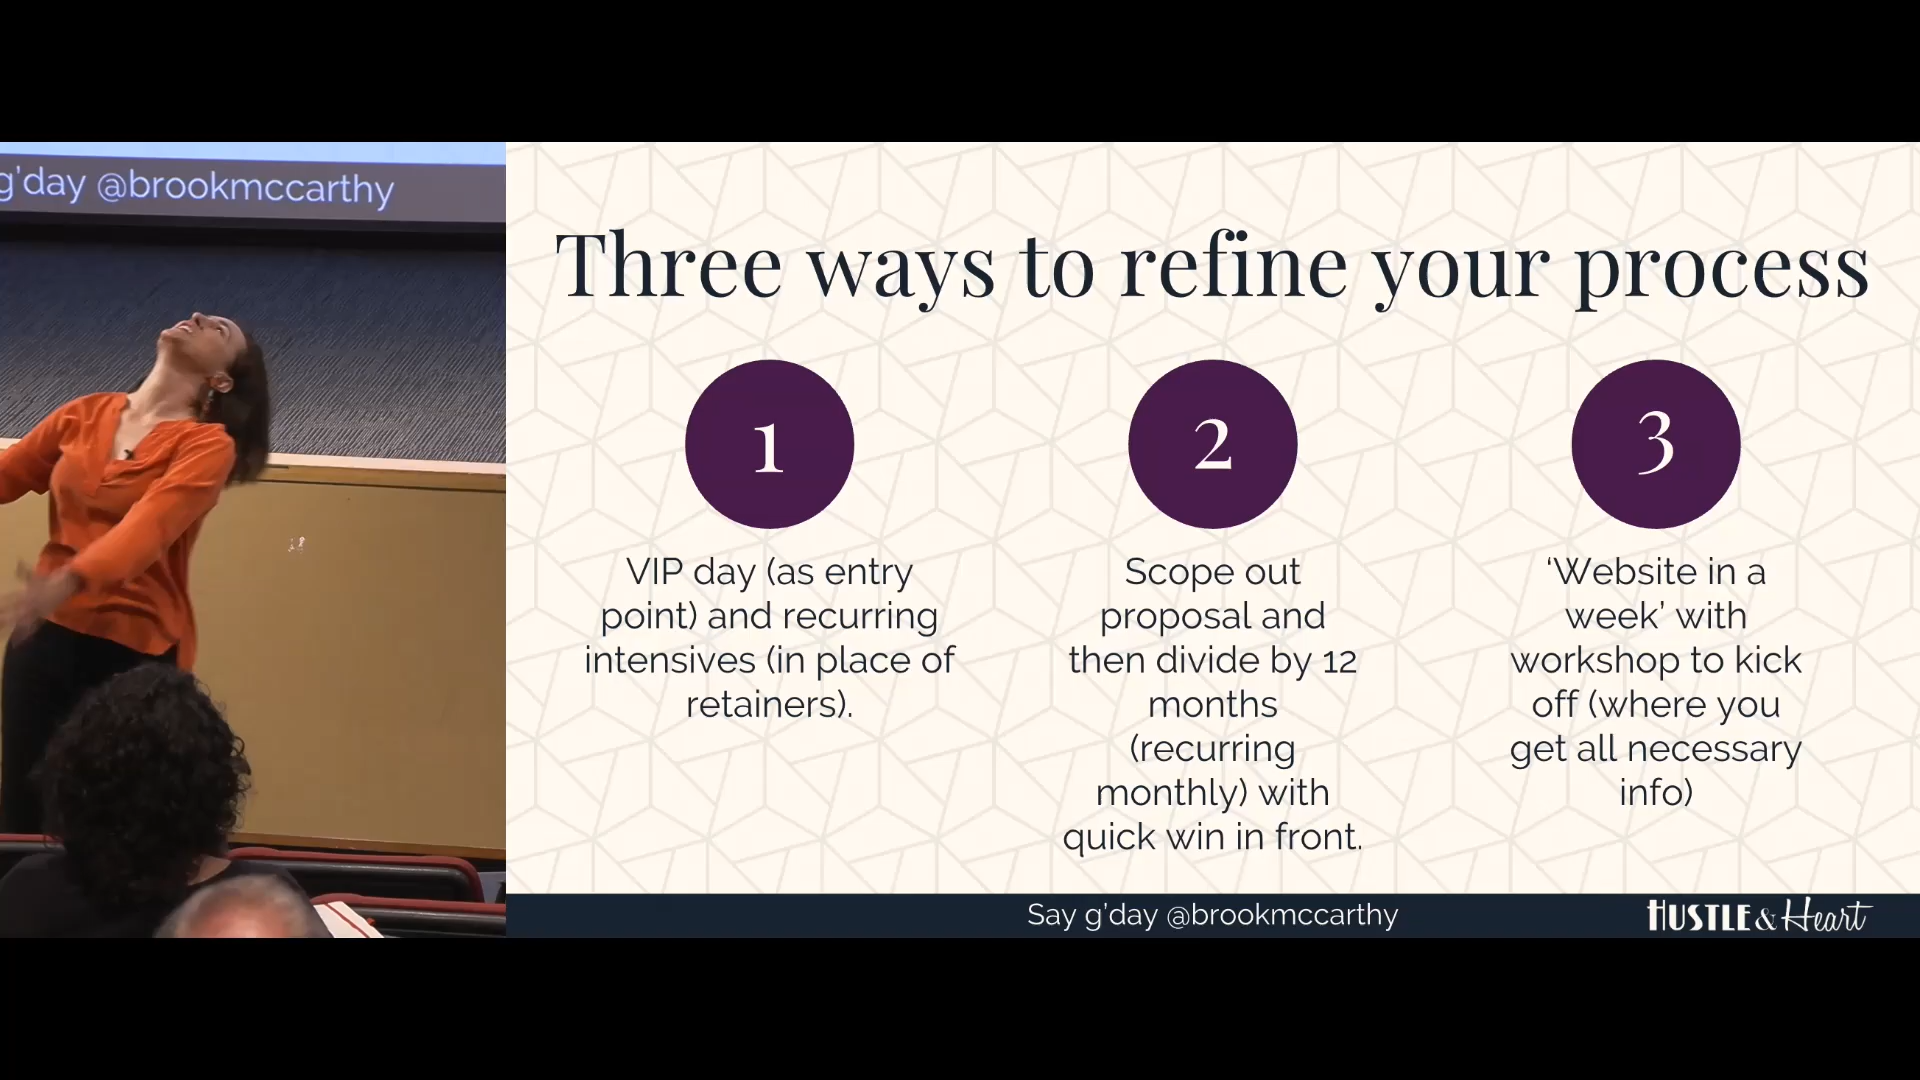 g'day @brookmccarthy
Three ways to refine your process
1
VIP day (as entry
point) and recurring
intensives (in place of
retainers).
2
Scope out
proposal and
then divide by 12
months
(recurring
monthly) with
quick win in front.
3
‘Website in a
week’ with
workshop to kick
off (where you
get all necessary
info)
Say g’day @brookmccarthy
HUSTLE & Heart